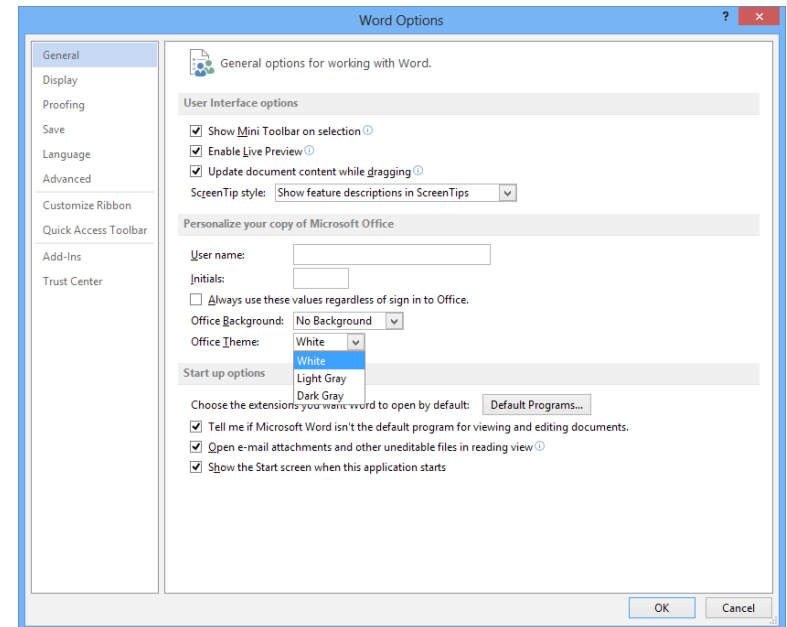 Word Options
?
General
Display
Proofing
Save
Language
Advanced
Customize Ribbon
Quick Access Toolbar
Add-Ins
Trust Center
General options for working with Word.
User Interface options
Show Mini Toolbar on selection
Enable Live Preview
Update document content while dragging
ScreenTip style: Show feature descriptions in ScreenTips
Personalize your copy of Microsoft Office
User name:
Initials:
Always use these values regardless of sign in to Office.
Office Background: No Background
Office Theme: White
White
Light Gray
Dark Gray
Start up options
Choose the extensions you want Word to open by default: Default Programs...
Tell me if Microsoft Word isn't the default program for viewing and editing documents.
Open e-mail attachments and other uneditable files in reading view
Show the Start screen when this application starts
OK Cancel